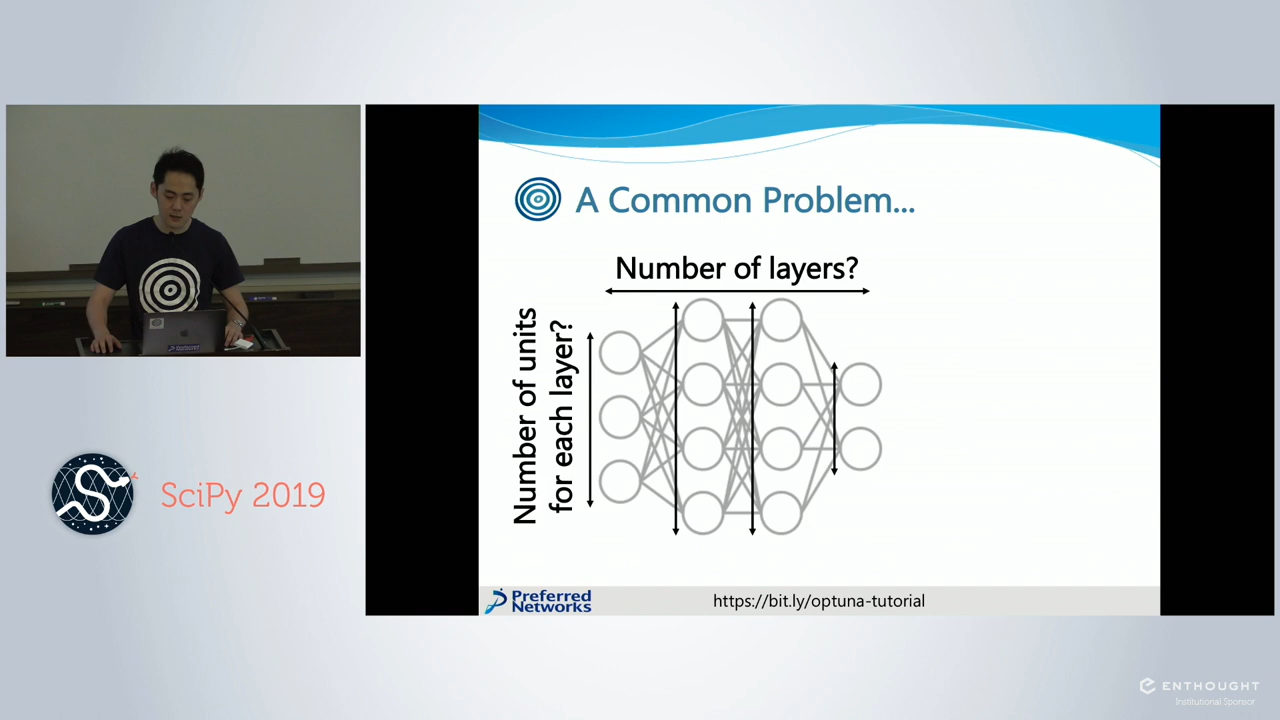 A Common Problem...
Number of layers?
Number of units
for each layer?
Preferred
Networks
https://bit.ly/optuna-tutorial
SciPy 2019
ENTHOUGHT
Institutional Sponsor